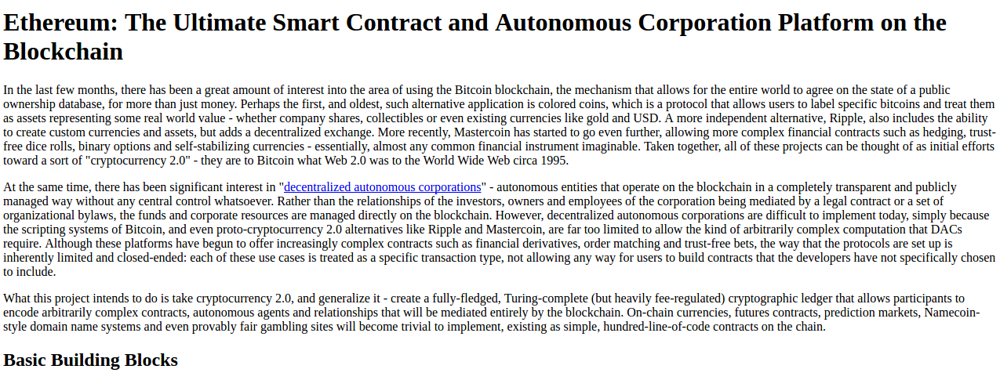 Ethereum: The Ultimate Smart Contract and Autonomous Corporation Platform on the
Blockchain
In the last few months, there has been a great amount of interest into the area of using the Bitcoin blockchain, the mechanism that allows for the entire world to agree on the state of a public
ownership database, for more than just money. Perhaps the first, and oldest, such alternative application is colored coins, which is a protocol that allows users to label specific bitcoins and treat them
as assets representing some real world value - whether company shares, collectibles or even existing currencies like gold and USD. A more independent alternative, Ripple, also includes the ability
to create custom currencies and assets, but adds a decentralized exchange. More recently, Mastercoin has started to go even further, allowing more complex financial contracts such as hedging, trust-
free dice rolls, binary options and self-stabilizing currencies - essentially, almost any common financial instrument imaginable. Taken together, all of these projects can be thought of as initial efforts
toward a sort of "cryptocurrency 2.0" - they are to Bitcoin what Web 2.0 was to the World Wide Web circa 1995.
At the same time, there has been significant interest in "decentralized autonomous corporations" - autonomous entities that operate on the blockchain in a completely transparent and publicly
managed way without any central control whatsoever. Rather than the relationships of the investors, owners and employees of the corporation being mediated by a legal contract or a set of
organizational bylaws, the funds and corporate resources are managed directly on the blockchain. However, decentralized autonomous corporations are difficult to implement today, simply because
the scripting systems of Bitcoin, and even proto-cryptocurrency 2.0 alternatives like Ripple and Mastercoin, are far too limited to allow the kind of arbitrarily complex computation that DACs
require. Although these platforms have begun to offer increasingly complex contracts such as financial derivatives, order matching and trust-free bets, the way that the protocols are set up is
inherently limited and closed-ended: each of these use cases is treated as a specific transaction type, not allowing any way for users to build contracts that the developers have not specifically chosen
to include.
What this project intends to do is take cryptocurrency 2.0, and generalize it - create a fully-fledged, Turing-complete (but heavily fee-regulated) cryptographic ledger that allows participants to
encode arbitrarily complex contracts, autonomous agents and relationships that will be mediated entirely by the blockchain. On-chain currencies, futures contracts, prediction markets, Namecoin-
style domain name systems and even provably fair gambling sites will become trivial to implement, existing as simple, hundred-line-of-code contracts on the chain.
Basic Building Blocks